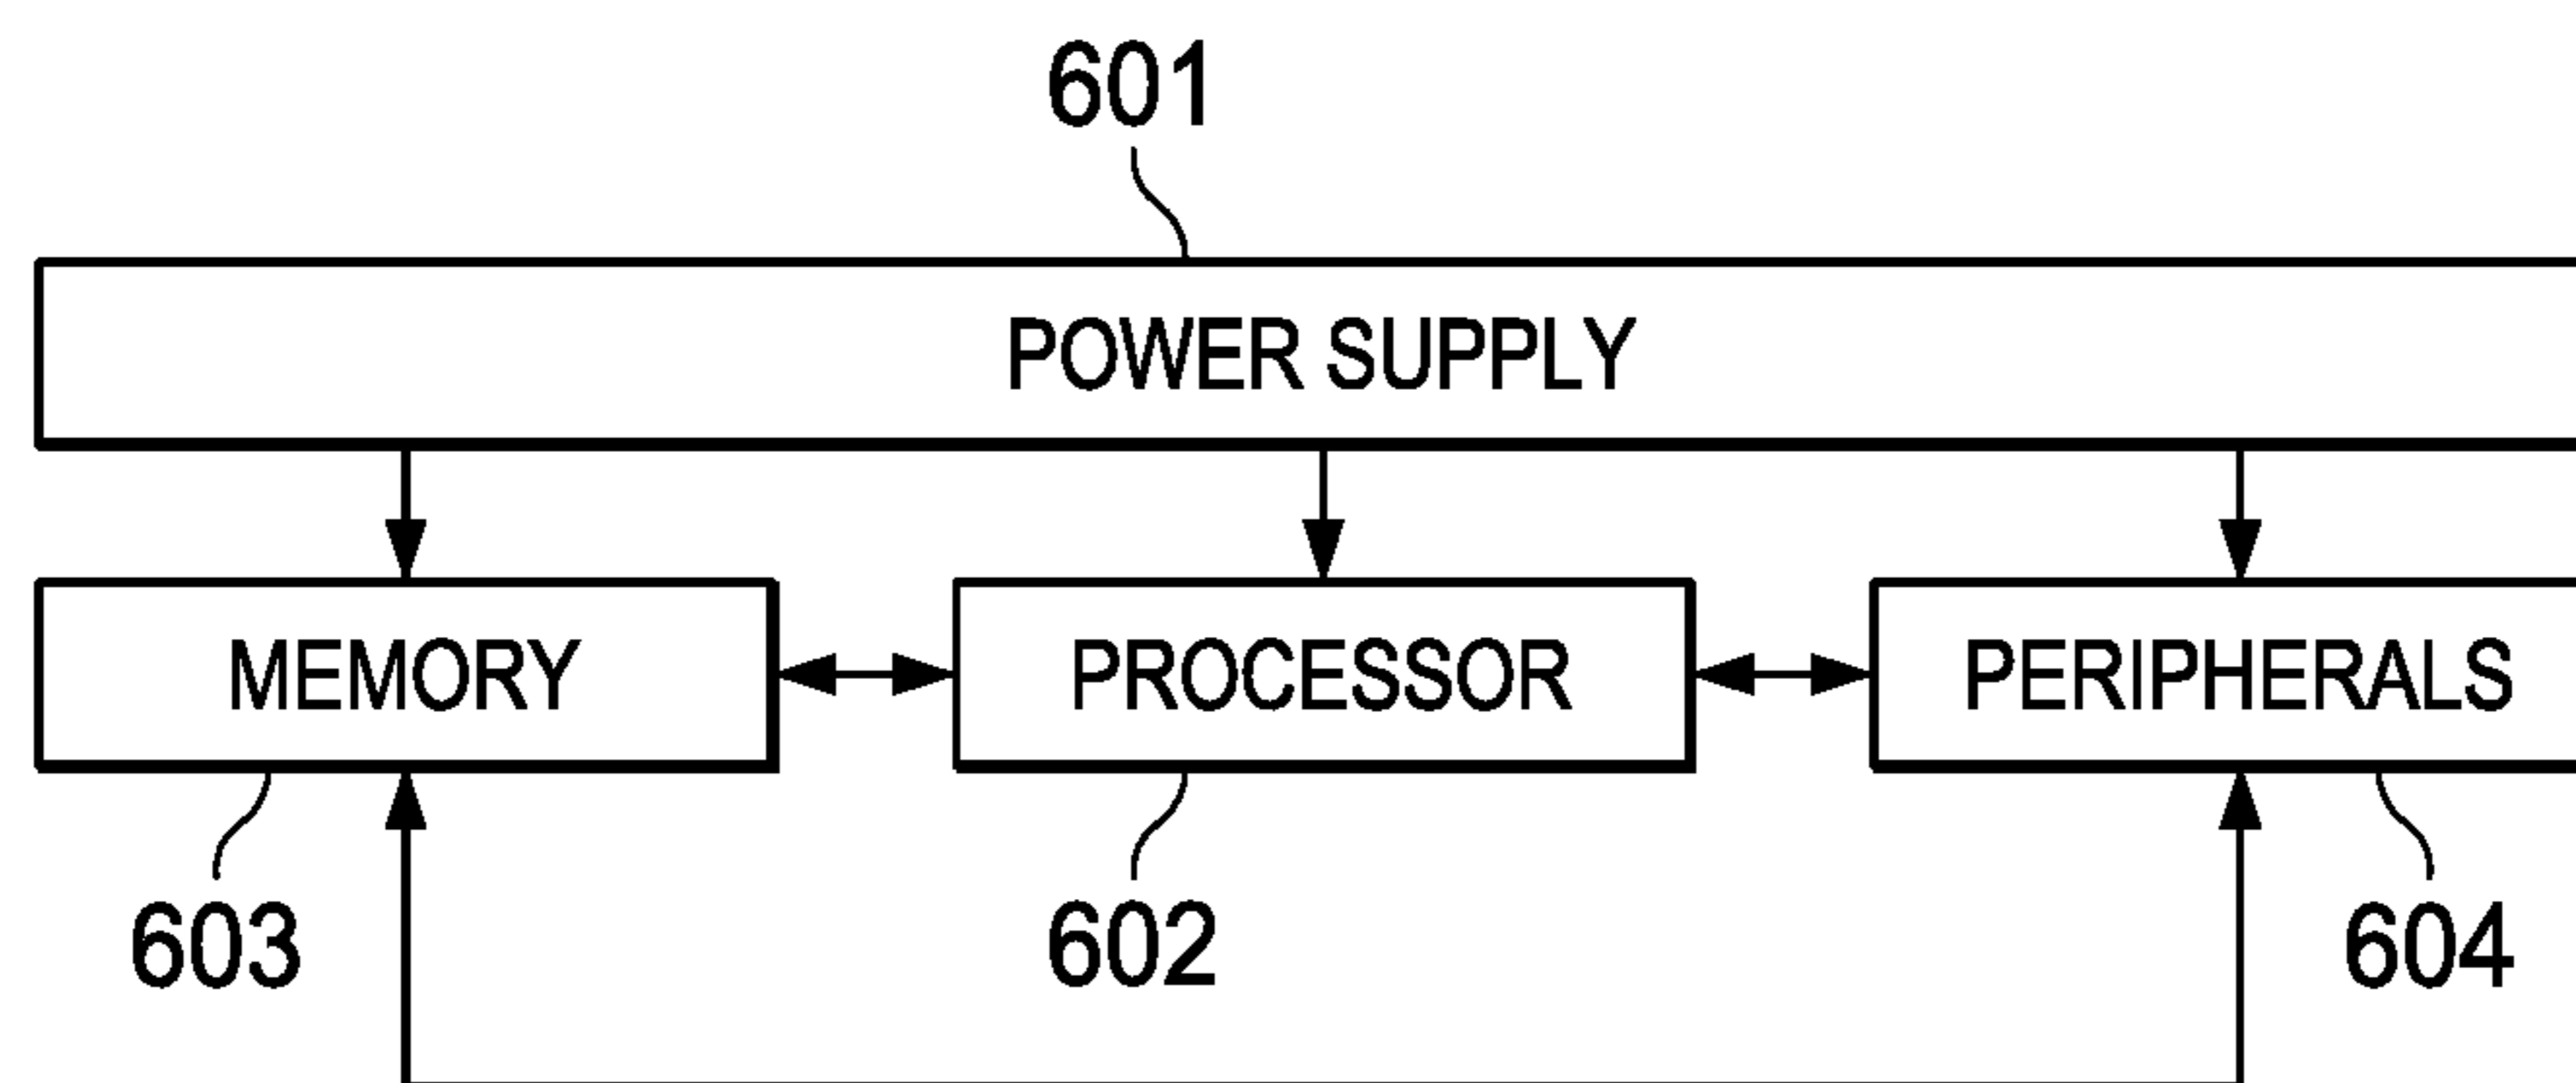 601
POWER SUPPLY
MEMORY
PROCESSOR
PERIPHERALS
603
602
604